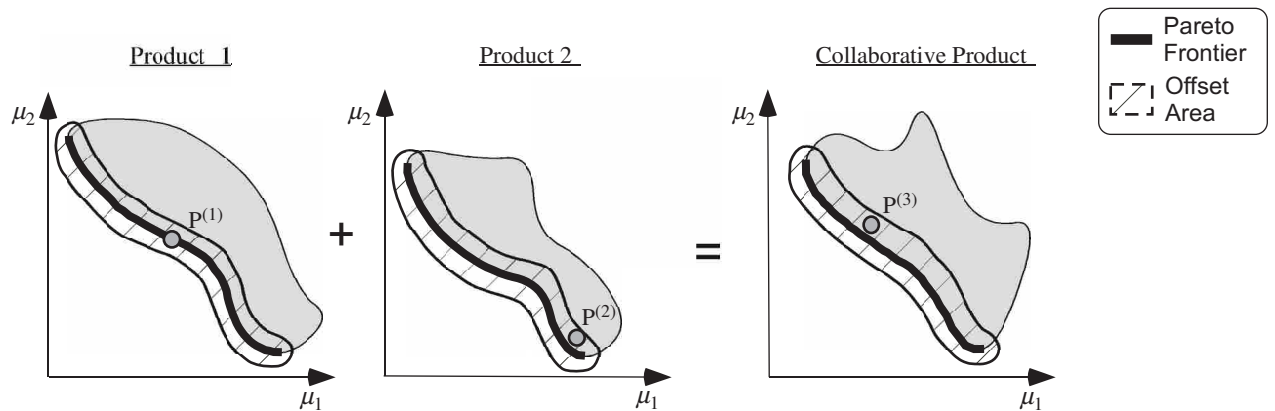 Product 1
Product 2
Collaborative Product
Pareto
Frontier
Offset
Area
μ2
μ2
μ2
P(1)
P(2)
P(3)
+
=
μ1
μ1
μ1